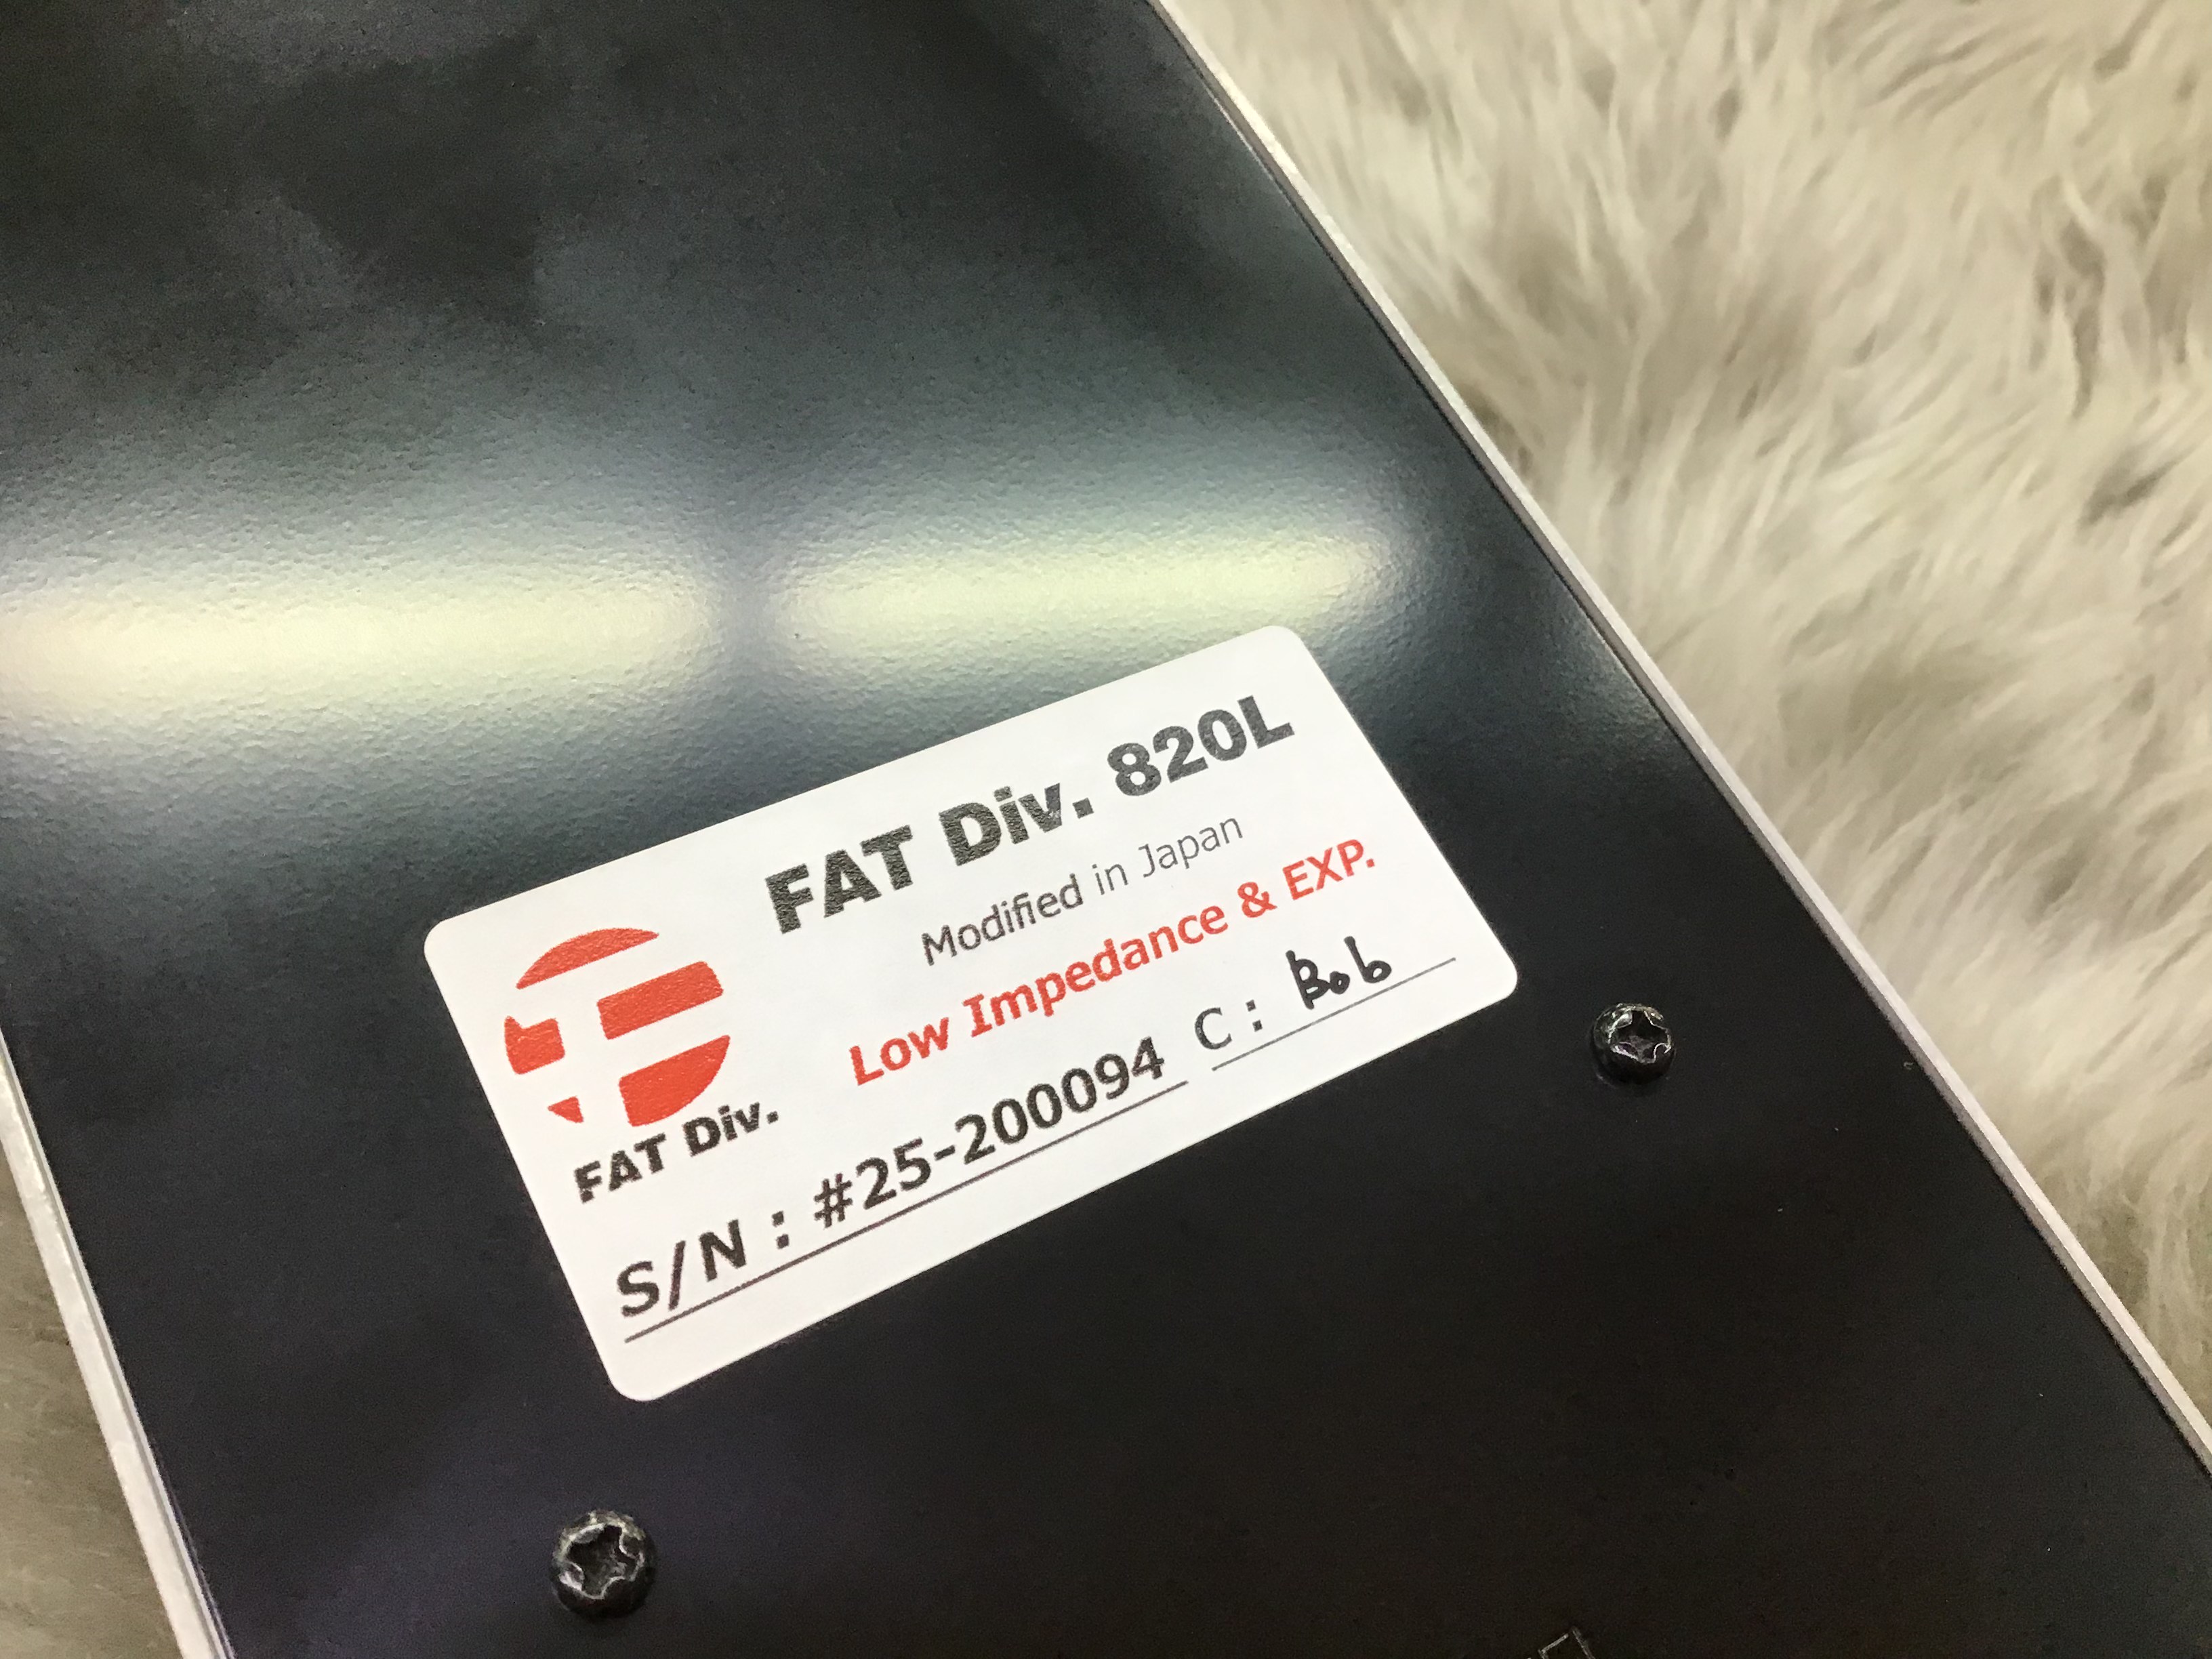 FAT Div. 820L
Modified in Japan
Low Impedance & EXP.
FAT Div.
S/N : #25-200094 C : Bob